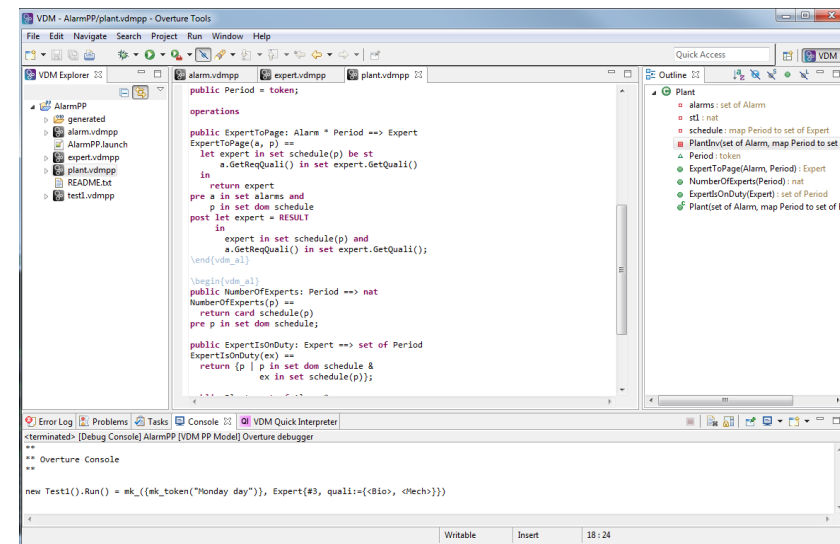 VDM - AlarmPP/plant.vdmpp - Overture Tools
File Edit Navigate Search Project Run Window Help
Quick Access
VDM
VDM Explorer
AlarmPP
generated
alarm.vdmpp
AlarmPP.launch
expert.vdmpp
plant.vdmpp
README.txt
test1.vdmpp
alarm.vdmpp expert.vdmpp plant.vdmpp
public Period = token;
operations
public ExpertToPage: Alarm * Period ==> Expert
ExpertToPage(a, p) ==
let expert in set schedule(p) be st
a.GetReqQuali() in set expert.GetQuali()
in
return expert
pre a in set alarms and
p in set dom schedule
post let expert = RESULT
in
expert in set schedule(p) and
a.GetReqQuali() in set expert.GetQuali();
\end{vdm_al}
\begin{vdm_al}
public NumberOfExperts: Period ==> nat
NumberOfExperts(p) ==
return card schedule(p)
pre p in set dom schedule;
public ExpertIsOnDuty: Expert ==> set of Period
ExpertIsOnDuty(ex) ==
return {p | p in set dom schedule &
ex in set schedule(p)};
Outline
Plant
alarms : set of Alarm
st1 : nat
schedule : map Period to set of Expert
PlantInv(set of Alarm, map Period to set
Period : token
ExpertToPage(Alarm, Period) : Expert
NumberOfExperts(Period) : nat
ExpertIsOnDuty(Expert) : set of Period
Plant(set of Alarm, map Period to set of
Error Log Problems Tasks Console VDM Quick Interpreter
<terminated> [Debug Console] AlarmPP [VDM PP Model] Overture debugger
**
** Overture Console
**
new Test1().Run() = mk_({mk_token("Monday day")}, Expert{#3, quali:={<Bio>, <Mech>}})
Writable Insert 18 : 24